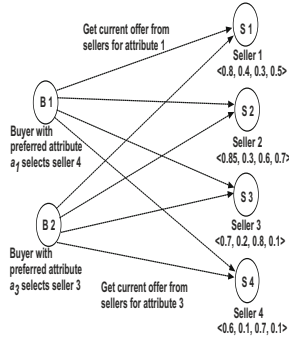 Get current offer from
sellers for attribute 1
S 1
Seller 1
<0.8, 0.4, 0.3, 0.5>
B 1
Buyer with
preferred attribute
a1 selects seller 4
S 2
Seller 2
<0.85, 0.3, 0.6, 0.7>
S 3
Seller 3
<0.7, 0.2, 0.8, 0.1>
B 2
Buyer with
preferred attribute
a3 selects seller 3
Get current offer from
sellers for attribute 3
S 4
Seller 4
<0.6, 0.1, 0.7, 0.1>